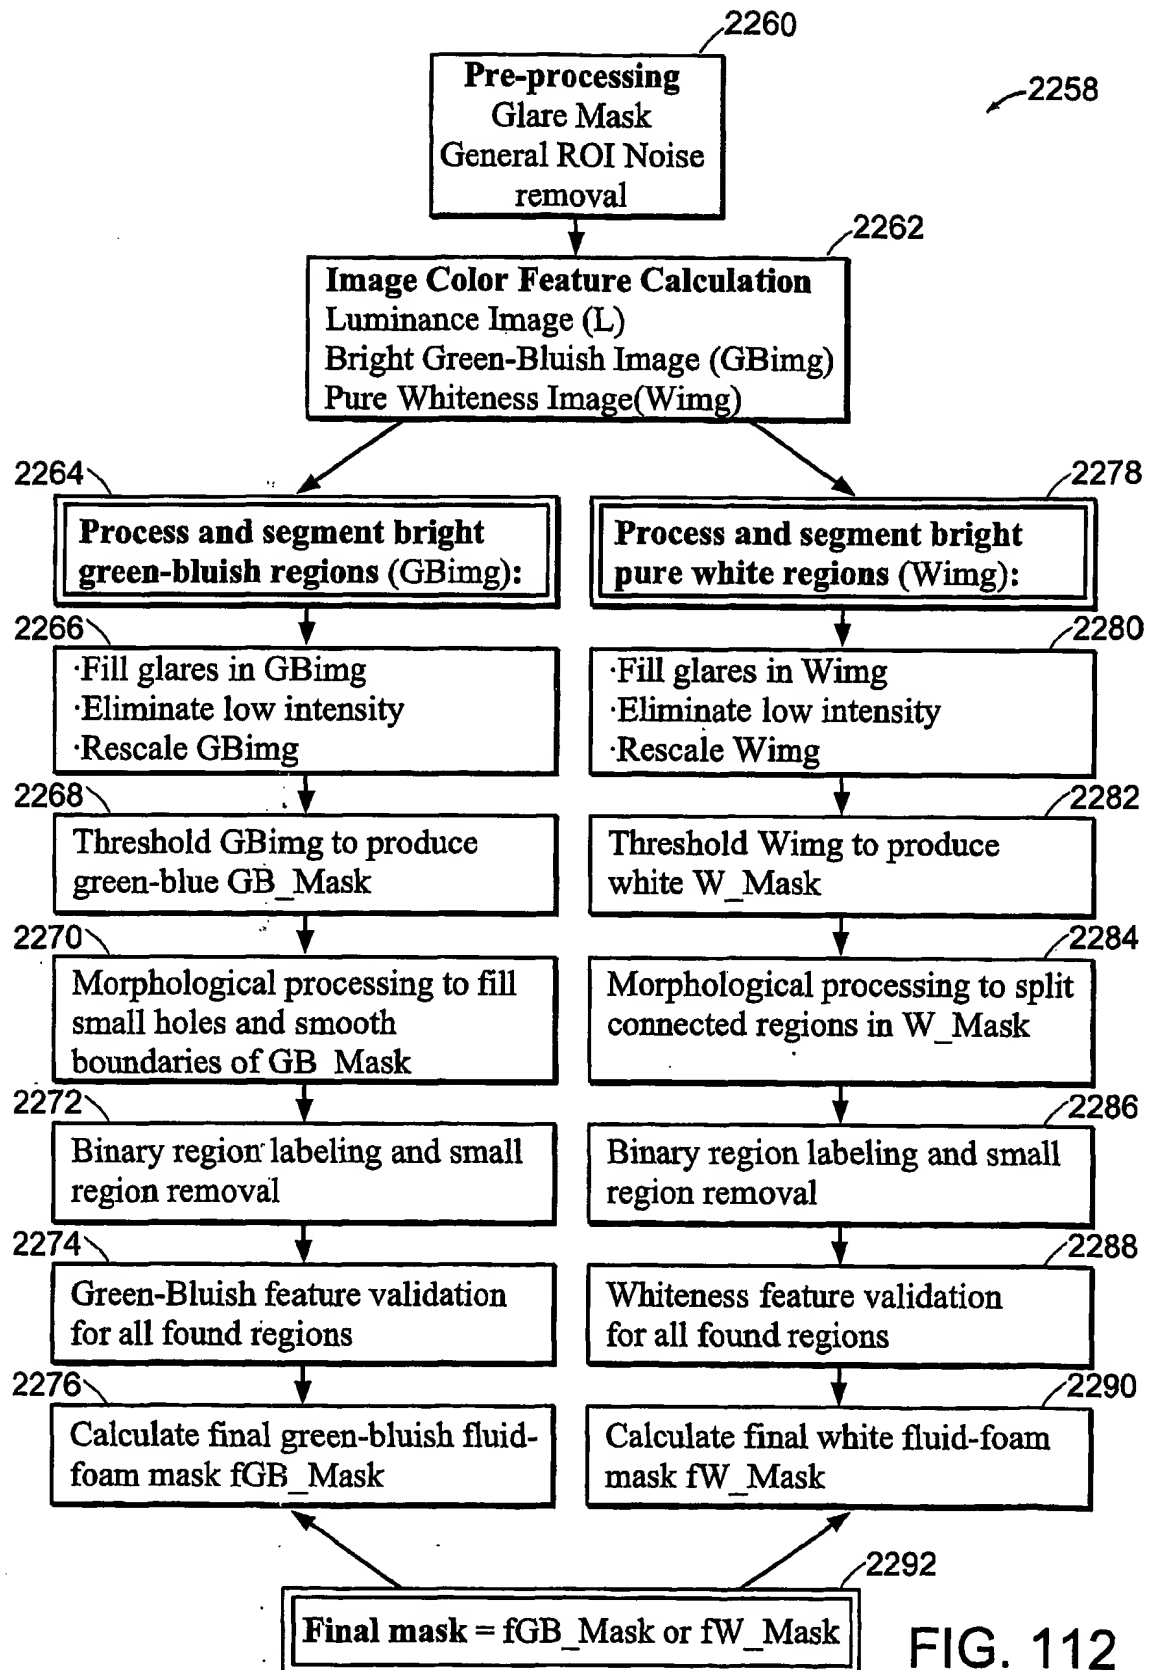 2260
Pre-processing
Glare Mask
General ROI Noise
removal
2258
2262
Image Color Feature Calculation
Luminance Image (L)
Bright Green-Bluish Image (GBimg)
Pure Whiteness Image(Wimg)
2264
Process and segment bright
green-bluish regions (GBimg):
2266
·Fill glares in GBimg
·Eliminate low intensity
·Rescale GBimg
2268
Threshold GBimg to produce
green-blue GB_Mask
2270
Morphological processing to fill
small holes and smooth
boundaries of GB_Mask
2272
Binary region labeling and small
region removal
2274
Green-Bluish feature validation
for all found regions
2276
Calculate final green-bluish fluid-
foam mask fGB_Mask
2278
Process and segment bright
pure white regions (Wimg):
2280
·Fill glares in Wimg
·Eliminate low intensity
·Rescale Wimg
2282
Threshold Wimg to produce
white W_Mask
2284
Morphological processing to split
connected regions in W_Mask
2286
Binary region labeling and small
region removal
2288
Whiteness feature validation
for all found regions
2290
Calculate final white fluid-foam
mask fW_Mask
2292
Final mask = fGB_Mask or fW_Mask
FIG. 112